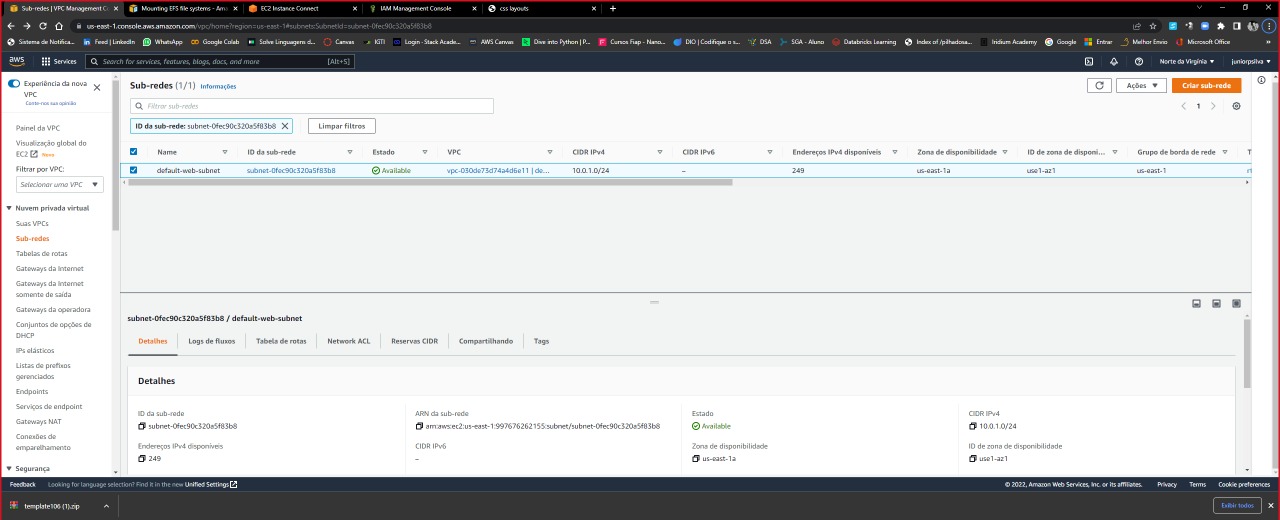 Sub-redes | VPC Management C
Mounting EFS file systems - Ama
EC2 Instance Connect
IAM Management Console
css layouts
us-east-1.console.aws.amazon.com/vpc/home?region=us-east-1#subnets:SubnetId=subnet-0fec90c320a5f83b8
Sistema de Notifica... Feed | LinkedIn WhatsApp Google Colab Solve Linguagens d... Canvas IGTI Login - Stack Acade... AWS Canvas Dive into Python | P... Cursos Fiap - Nano... DIO | Codifique o s... DSA SGA - Aluno Databricks Learning Index of /pilhadosa... Iridium Academy Google Entrar Melhor Envio Microsoft Office
aws Services Search for services, features, blogs, docs, and more [Alt+S] Norte da Virgínia juniorpsilva
Experiência da nova
VPC
Conte-nos sua opinião
Painel da VPC
Visualização global do
EC2 Novo
Filtrar por VPC:
Selecionar uma VPC
Nuvem privada virtual
Suas VPCs
Sub-redes
Tabelas de rotas
Gateways da Internet
Gateways da Internet
somente de saída
Gateways da operadora
Conjuntos de opções de
DHCP
IPs elásticos
Listas de prefixos
gerenciados
Endpoints
Serviços de endpoint
Gateways NAT
Conexões de
emparelhamento
Segurança
Sub-redes (1/1) Informações
Ações Criar sub-rede
Filtrar sub-redes
1
ID da sub-rede: subnet-0fec90c320a5f83b8
Limpar filtros
Name ID da sub-rede Estado VPC CIDR IPv4 CIDR IPv6 Endereços IPv4 disponíveis Zona de disponibilidade ID de zona de disponi... Grupo de borda de rede T
default-web-subnet subnet-0fec90c320a5f83b8 Available vpc-030de73d74a4d6e11 | de... 10.0.1.0/24 – 249 us-east-1a use1-az1 us-east-1
subnet-0fec90c320a5f83b8 / default-web-subnet
Detalhes Logs de fluxos Tabela de rotas Network ACL Reservas CIDR Compartilhando Tags
Detalhes
ID da sub-rede
subnet-0fec90c320a5f83b8
ARN da sub-rede
arn:aws:ec2:us-east-1:997676262155:subnet/subnet-0fec90c320a5f83b8
Estado
Available
CIDR IPv4
10.0.1.0/24
Endereços IPv4 disponíveis
249
CIDR IPv6
–
Zona de disponibilidade
us-east-1a
ID de zona de disponibilidade
use1-az1
Feedback Looking for language selection? Find it in the new Unified Settings © 2022, Amazon Web Services, Inc. or its affiliates. Privacy Terms Cookie preferences
template106 (1).zip Exibir todos